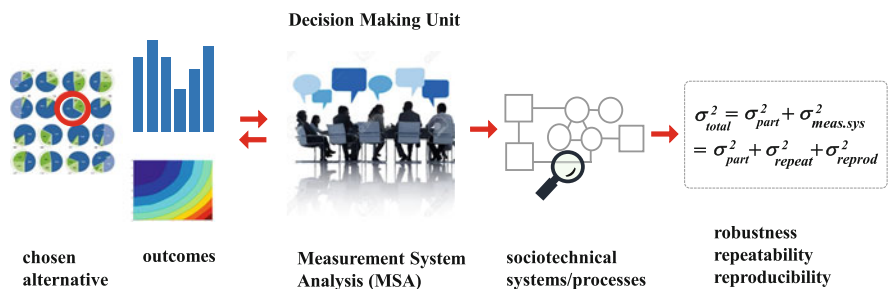 Decision Making Unit
σ²total = σ²part + σ²meas.sys
= σ²part + σ²repeat + σ²reprod
chosen
alternative
outcomes
Measurement System
Analysis (MSA)
sociotechnical
systems/processes
robustness
repeatability
reproducibility